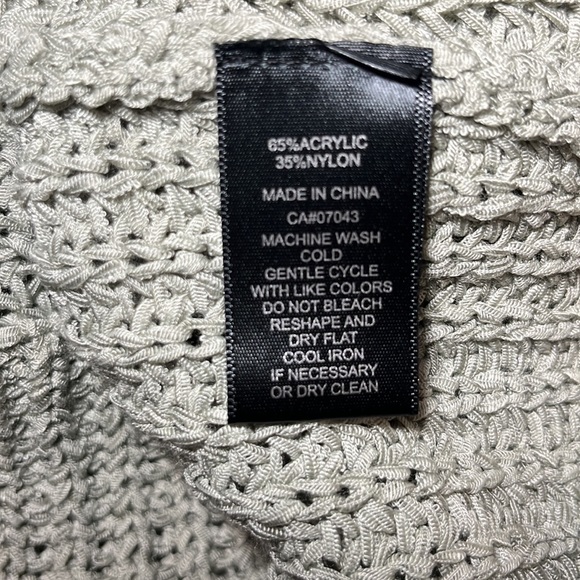 65%ACRYLIC
35%NYLON
MADE IN CHINA
CA#07043
MACHINE WASH
COLD
GENTLE CYCLE
WITH LIKE COLORS
DO NOT BLEACH
RESHAPE AND
DRY FLAT
COOL IRON
IF NECESSARY
OR DRY CLEAN